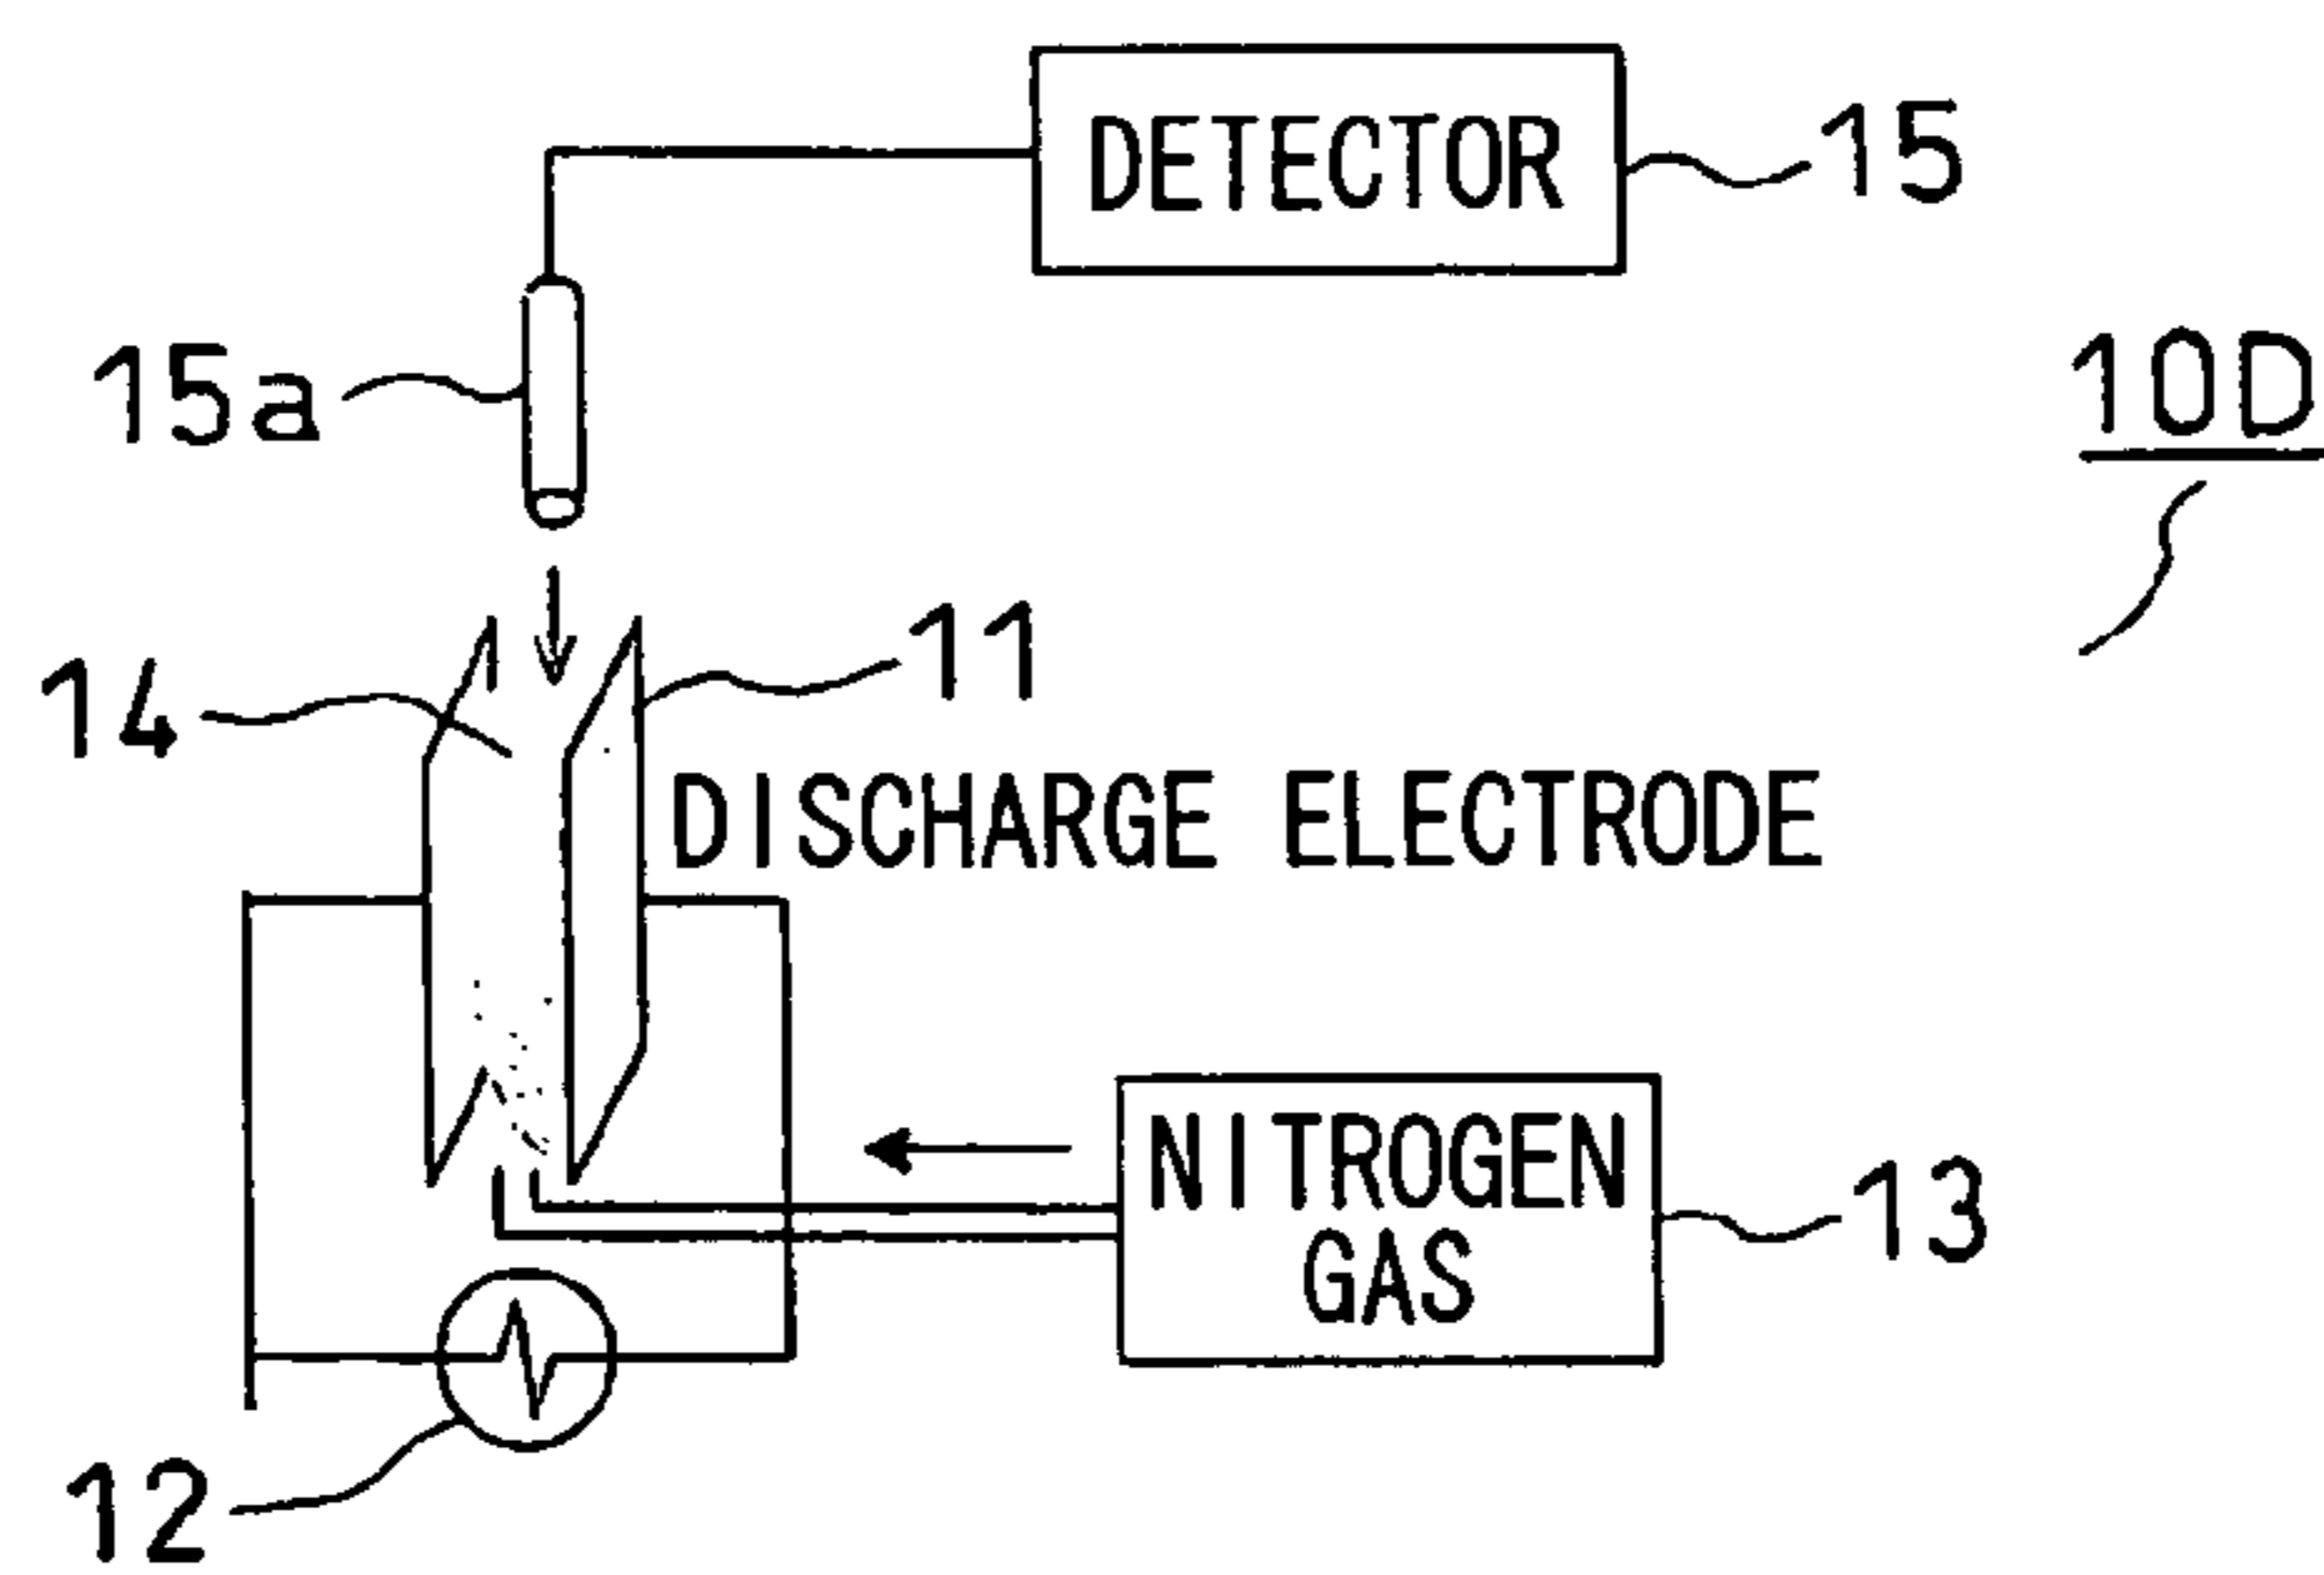 DETECTOR
15
15a
10D
11
14
DISCHARGE ELECTRODE
NITROGEN
GAS
13
12